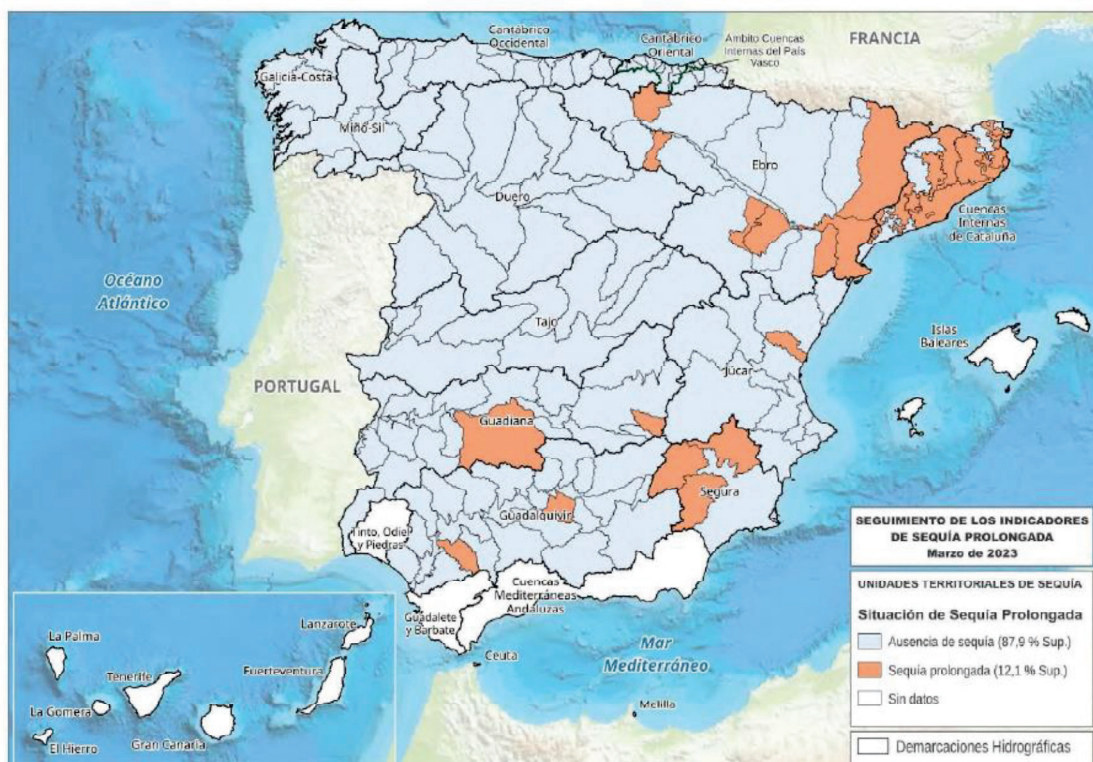 Cantábrico
Occidental
Cantábrico
Oriental
Ámbito Cuencas
Internas del País
Vasco
FRANCIA
Galicia-Costa
Miño-Sil
Ebro
Duero
Cuencas
Internas
de Cataluña
Océano
Atlántico
Tajo
Islas
Baleares
PORTUGAL
Júcar
Guadiana
Segura
Guadalquivir
Tinto, Odiel
y Piedras
Cuencas
Mediterráneas
Andaluzas
Guadalete
y Barbate
Ceuta
Mar
Mediterráneo
Melilla
La Palma
Lanzarote
Tenerife
Fuerteventura
La Gomera
El Hierro
Gran Canaria
SEGUIMIENTO DE LOS INDICADORES
DE SEQUÍA PROLONGADA
Marzo de 2023
UNIDADES TERRITORIALES DE SEQUÍA
Situación de Sequía Prolongada
Ausencia de sequía (87,9 % Sup.)
Sequía prolongada (12,1 % Sup.)
Sin datos
Demarcaciones Hidrográficas